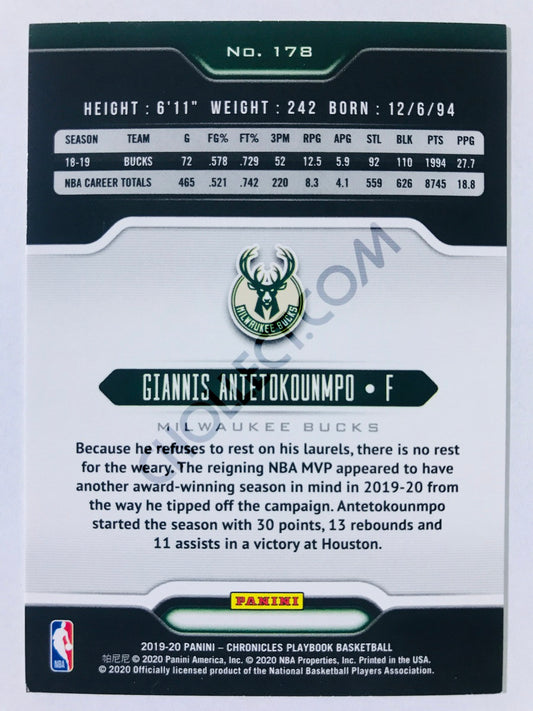 No. 178
HEIGHT : 6'11" WEIGHT : 242 BORN : 12/6/94
SEASON TEAM G FG% FT% 3PM RPG APG STL BLK PTS PPG
18-19 BUCKS 72 .578 .729 52 12.5 5.9 92 110 1994 27.7
NBA CAREER TOTALS 465 .521 .742 220 8.3 4.1 559 626 8745 18.8
MILWAUKEE BUCKS
GIANNIS ANTETOKOUNMPO • F
MILWAUKEE BUCKS
Because he refuses to rest on his laurels, there is no rest
for the weary. The reigning NBA MVP appeared to have
another award-winning season in mind in 2019-20 from
the way he tipped off the campaign. Antetokounmpo
started the season with 30 points, 13 rebounds and
11 assists in a victory at Houston.
CHOLLECT.COM
PANINI
NBA
2019-20 PANINI – CHRONICLES PLAYBOOK BASKETBALL
帕尼尼 © 2020 Panini America, Inc. © 2020 NBA Properties, Inc. Printed in the USA.
© 2020 Officially licensed product of the National Basketball Players Association.